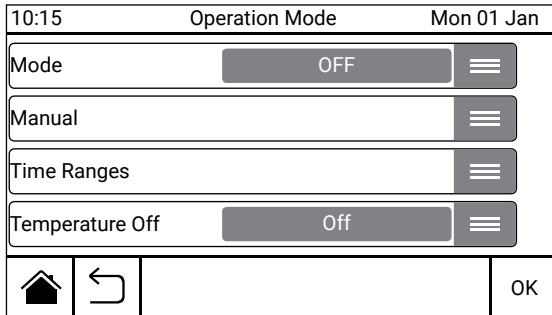 10:15 Operation Mode Mon 01 Jan
Mode OFF
Manual
Time Ranges
Temperature Off Off
OK